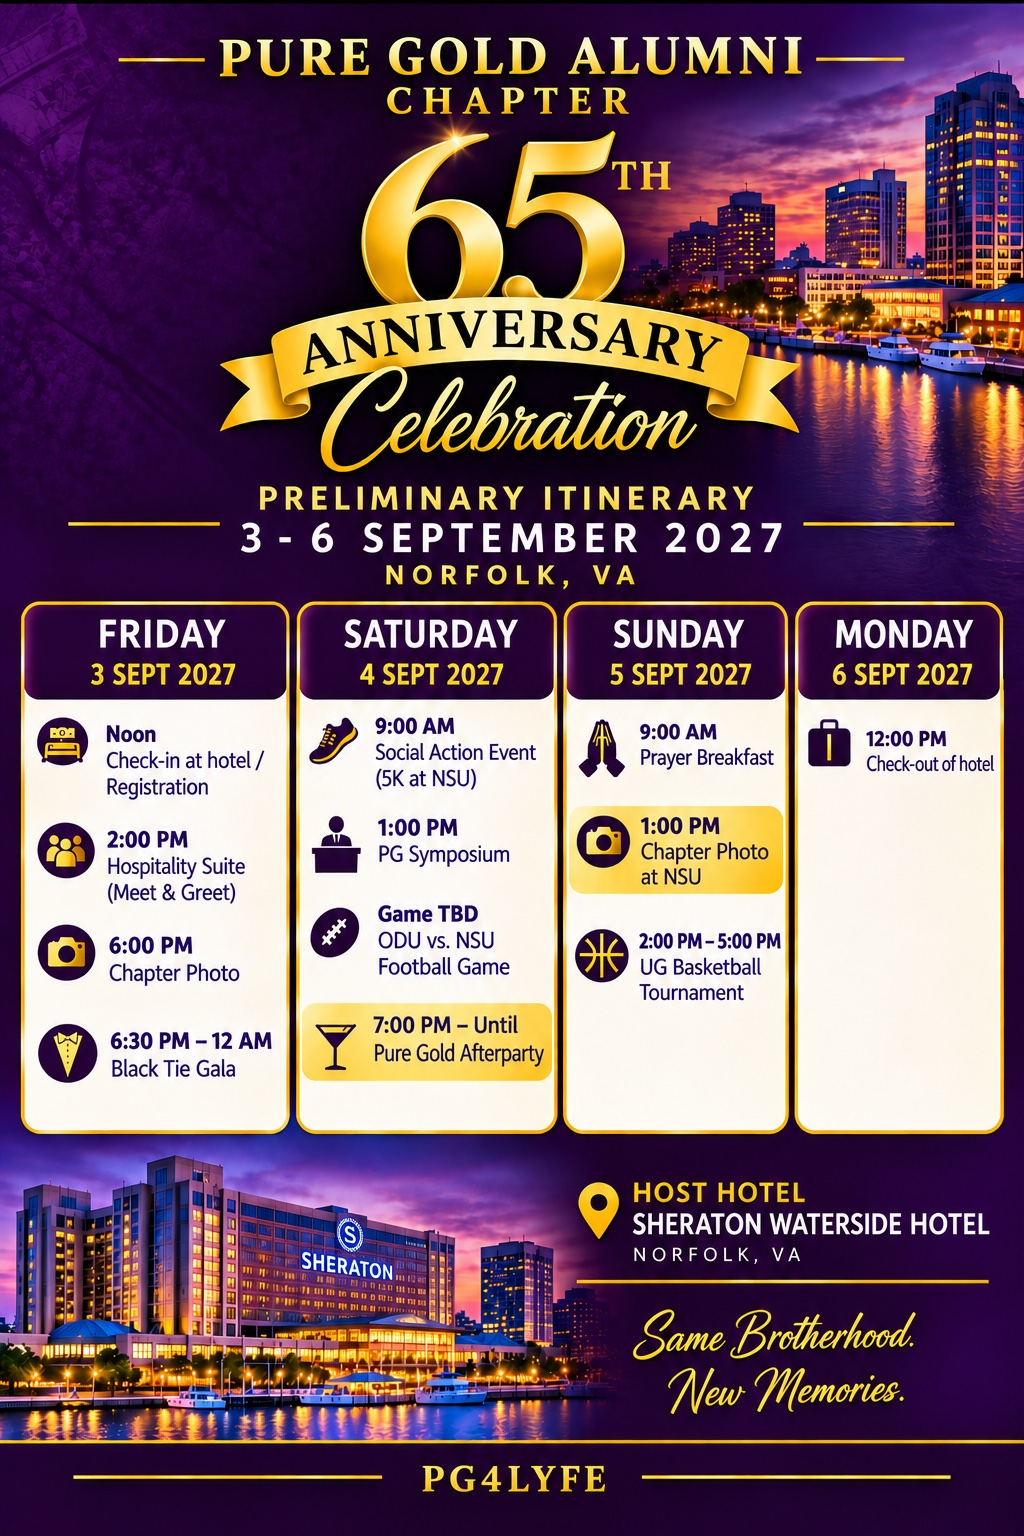 PURE GOLD ALUMNI
CHAPTER
65TH
ANNIVERSARY
Celebration
PRELIMINARY ITINERARY
3 - 6 SEPTEMBER 2027
NORFOLK, VA
FRIDAY
3 SEPT 2027
Noon
Check-in at hotel /
Registration
2:00 PM
Hospitality Suite
(Meet & Greet)
6:00 PM
Chapter Photo
6:30 PM – 12 AM
Black Tie Gala
SATURDAY
4 SEPT 2027
9:00 AM
Social Action Event
(5K at NSU)
1:00 PM
PG Symposium
Game TBD
ODU vs. NSU
Football Game
7:00 PM – Until
Pure Gold Afterparty
SUNDAY
5 SEPT 2027
9:00 AM
Prayer Breakfast
1:00 PM
Chapter Photo
at NSU
2:00 PM – 5:00 PM
UG Basketball
Tournament
MONDAY
6 SEPT 2027
12:00 PM
Check-out of hotel
S
SHERATON
HOST HOTEL
SHERATON WATERSIDE HOTEL
NORFOLK, VA
Same Brotherhood.
New Memories.
PG4LYFE